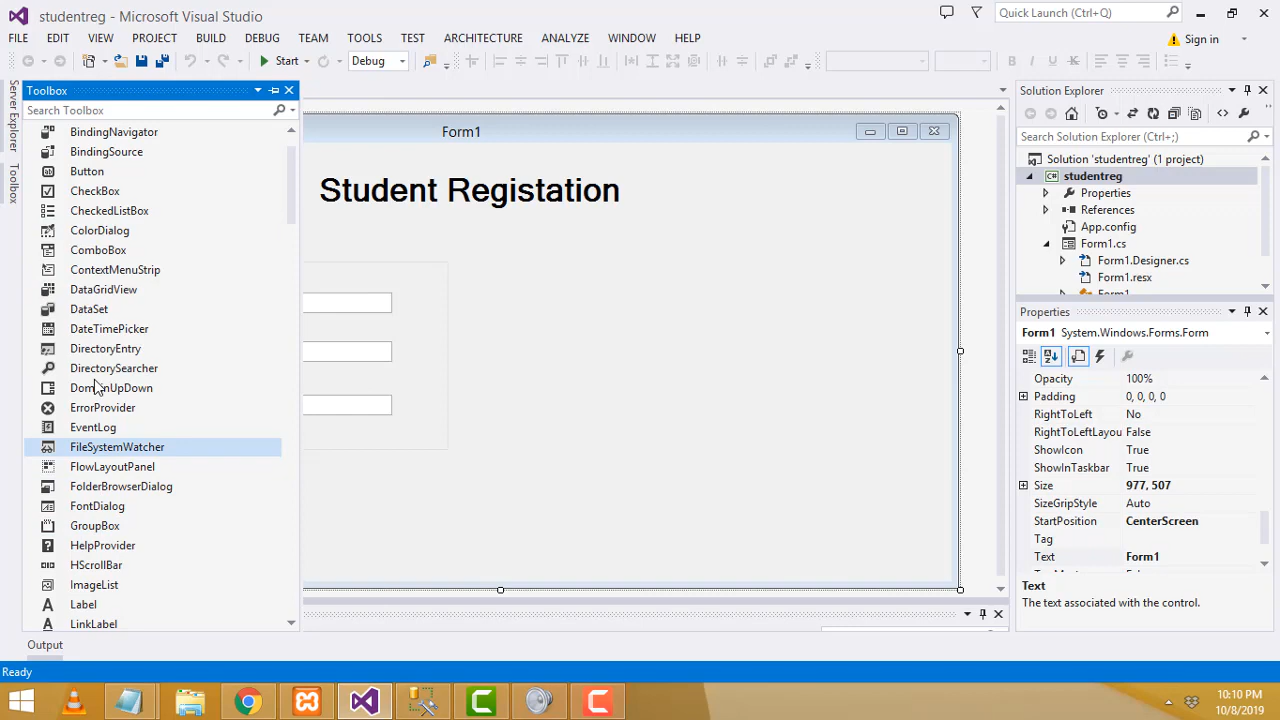 studentreg - Microsoft Visual Studio
Quick Launch (Ctrl+Q)
FILE EDIT VIEW PROJECT BUILD DEBUG TEAM TOOLS TEST ARCHITECTURE ANALYZE WINDOW HELP
Sign in
Start
Debug
Server Explorer
Toolbox
Toolbox
Search Toolbox
BindingNavigator
BindingSource
Button
CheckBox
CheckedListBox
ColorDialog
ComboBox
ContextMenuStrip
DataGridView
DataSet
DateTimePicker
DirectoryEntry
DirectorySearcher
DomainUpDown
ErrorProvider
EventLog
FileSystemWatcher
FlowLayoutPanel
FolderBrowserDialog
FontDialog
GroupBox
HelpProvider
HScrollBar
ImageList
Label
LinkLabel
Form1
Student Registation
Solution Explorer
Search Solution Explorer (Ctrl+;)
Solution 'studentreg' (1 project)
studentreg
Properties
References
App.config
Form1.cs
Form1.Designer.cs
Form1.resx
Form1
Properties
Form1 System.Windows.Forms.Form
Opacity 100%
Padding 0, 0, 0, 0
RightToLeft No
RightToLeftLayou False
ShowIcon True
ShowInTaskbar True
Size 977, 507
SizeGripStyle Auto
StartPosition CenterScreen
Tag
Text Form1
Text
The text associated with the control.
Output
Ready
10:10 PM
10/8/2019